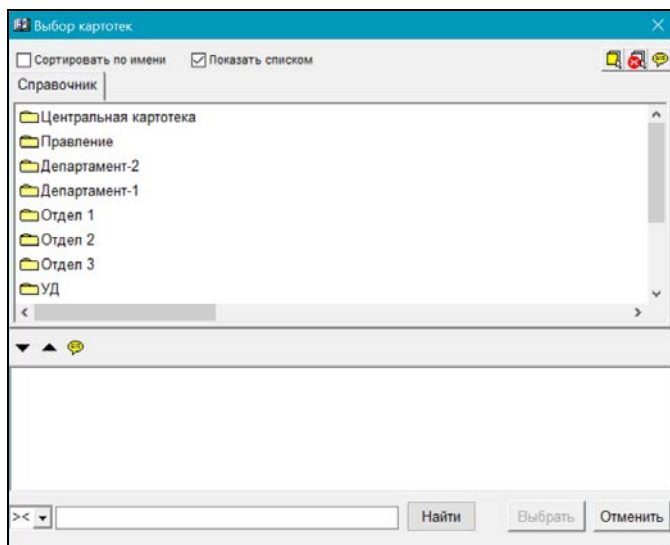 Выбор картотек
Сортировать по имени Показать списком
Справочник
Центральная картотека
Правление
Департамент-2
Департамент-1
Отдел 1
Отдел 2
Отдел 3
УД
>< Найти Выбрать Отменить